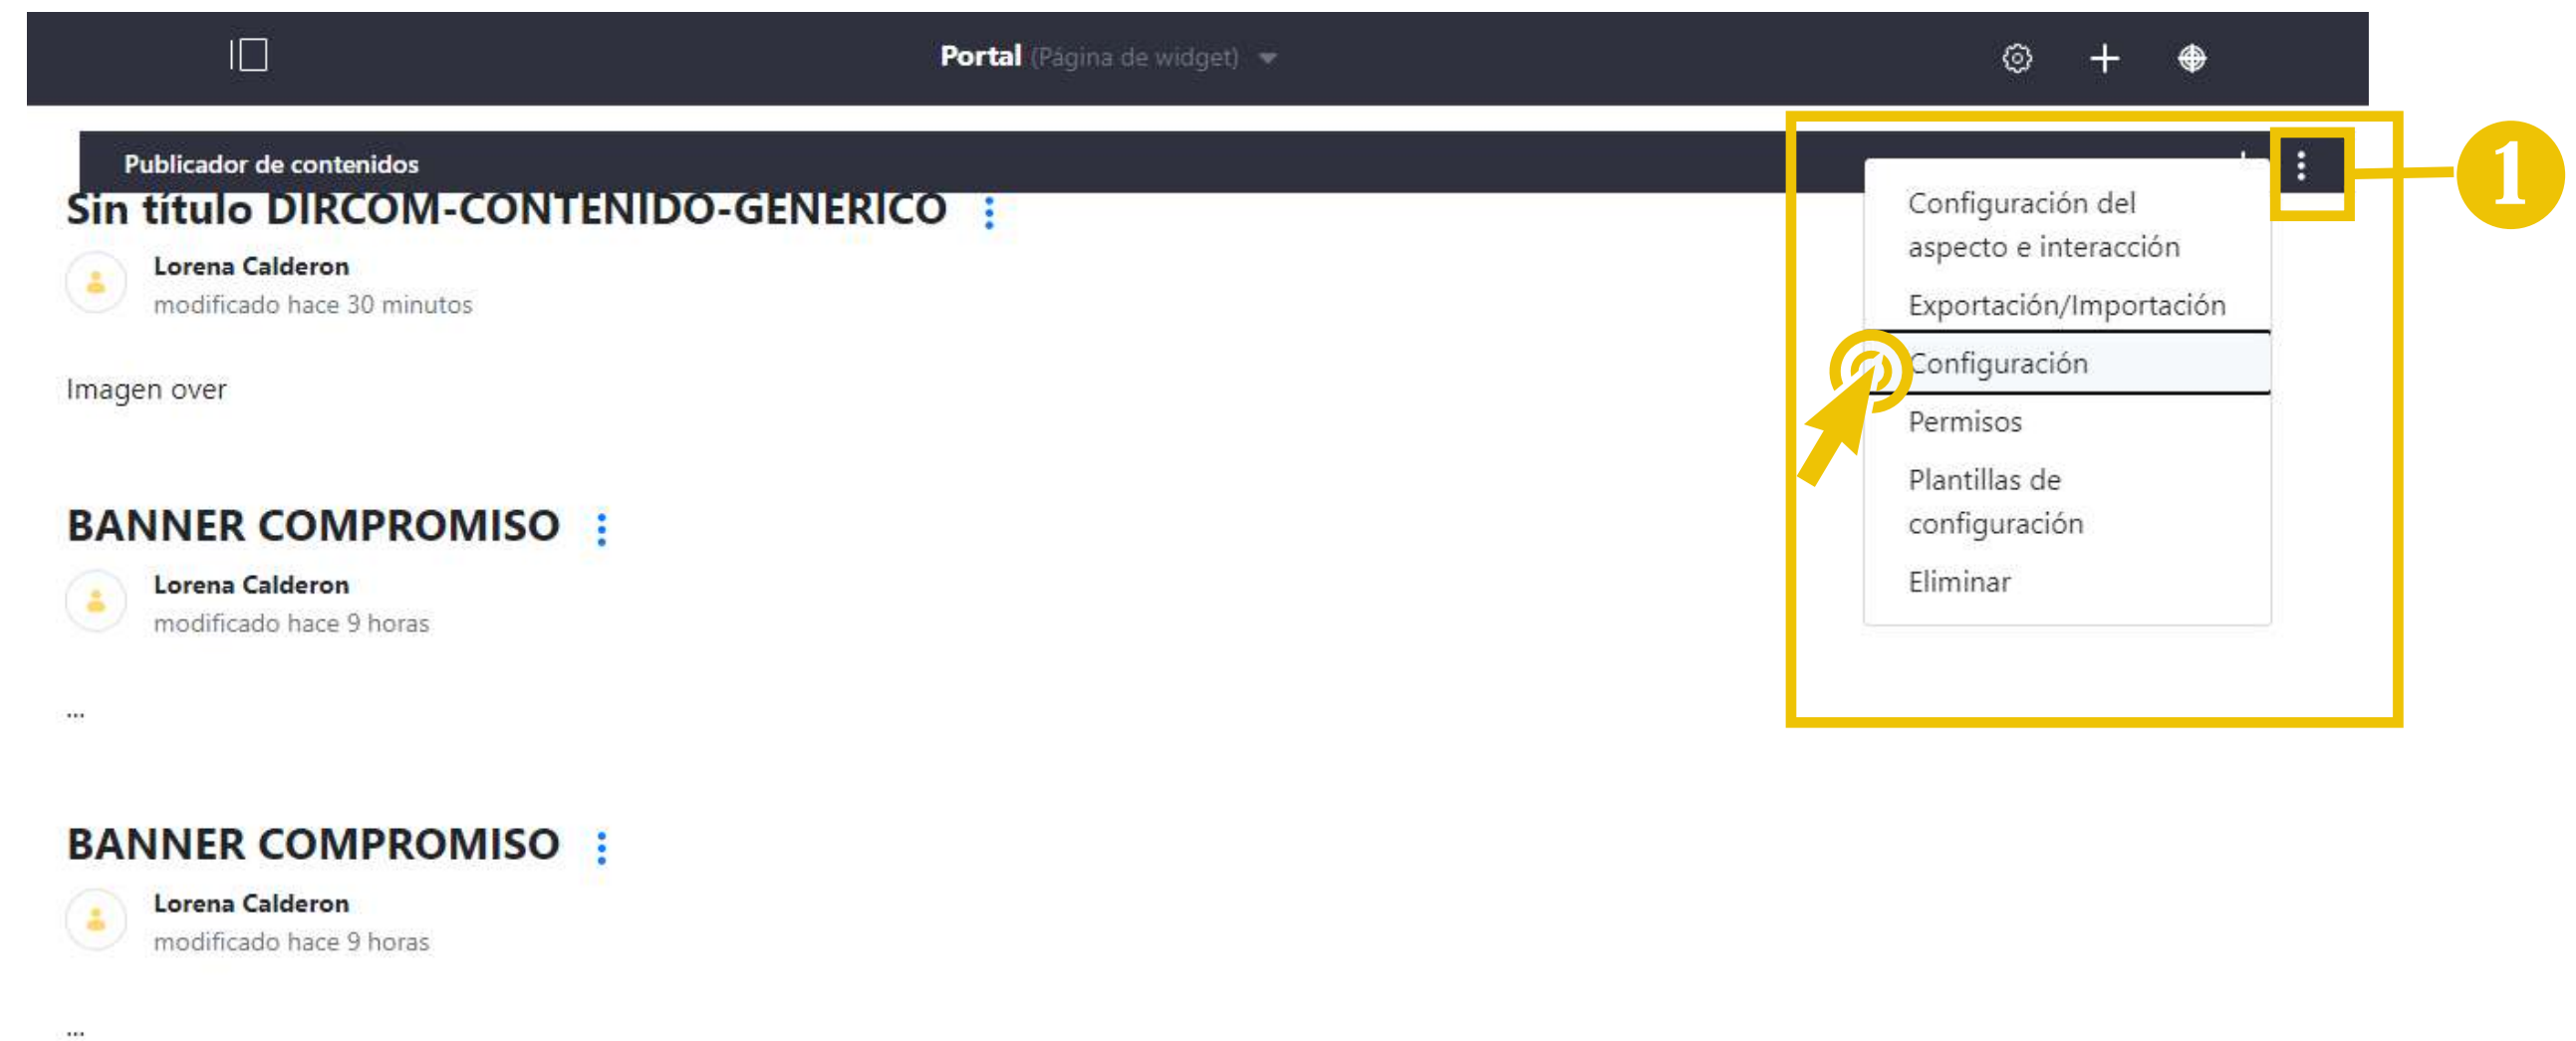 Portal (Página de widget)
Publicador de contenidos
1
Sin título DIRCOM-CONTENIDO-GENERICO
Lorena Calderon
modificado hace 30 minutos
Imagen over
BANNER COMPROMISO
Lorena Calderon
modificado hace 9 horas
...
BANNER COMPROMISO
Lorena Calderon
modificado hace 9 horas
...
Configuración del
aspecto e interacción
Exportación/Importación
Configuración
Permisos
Plantillas de
configuración
Eliminar